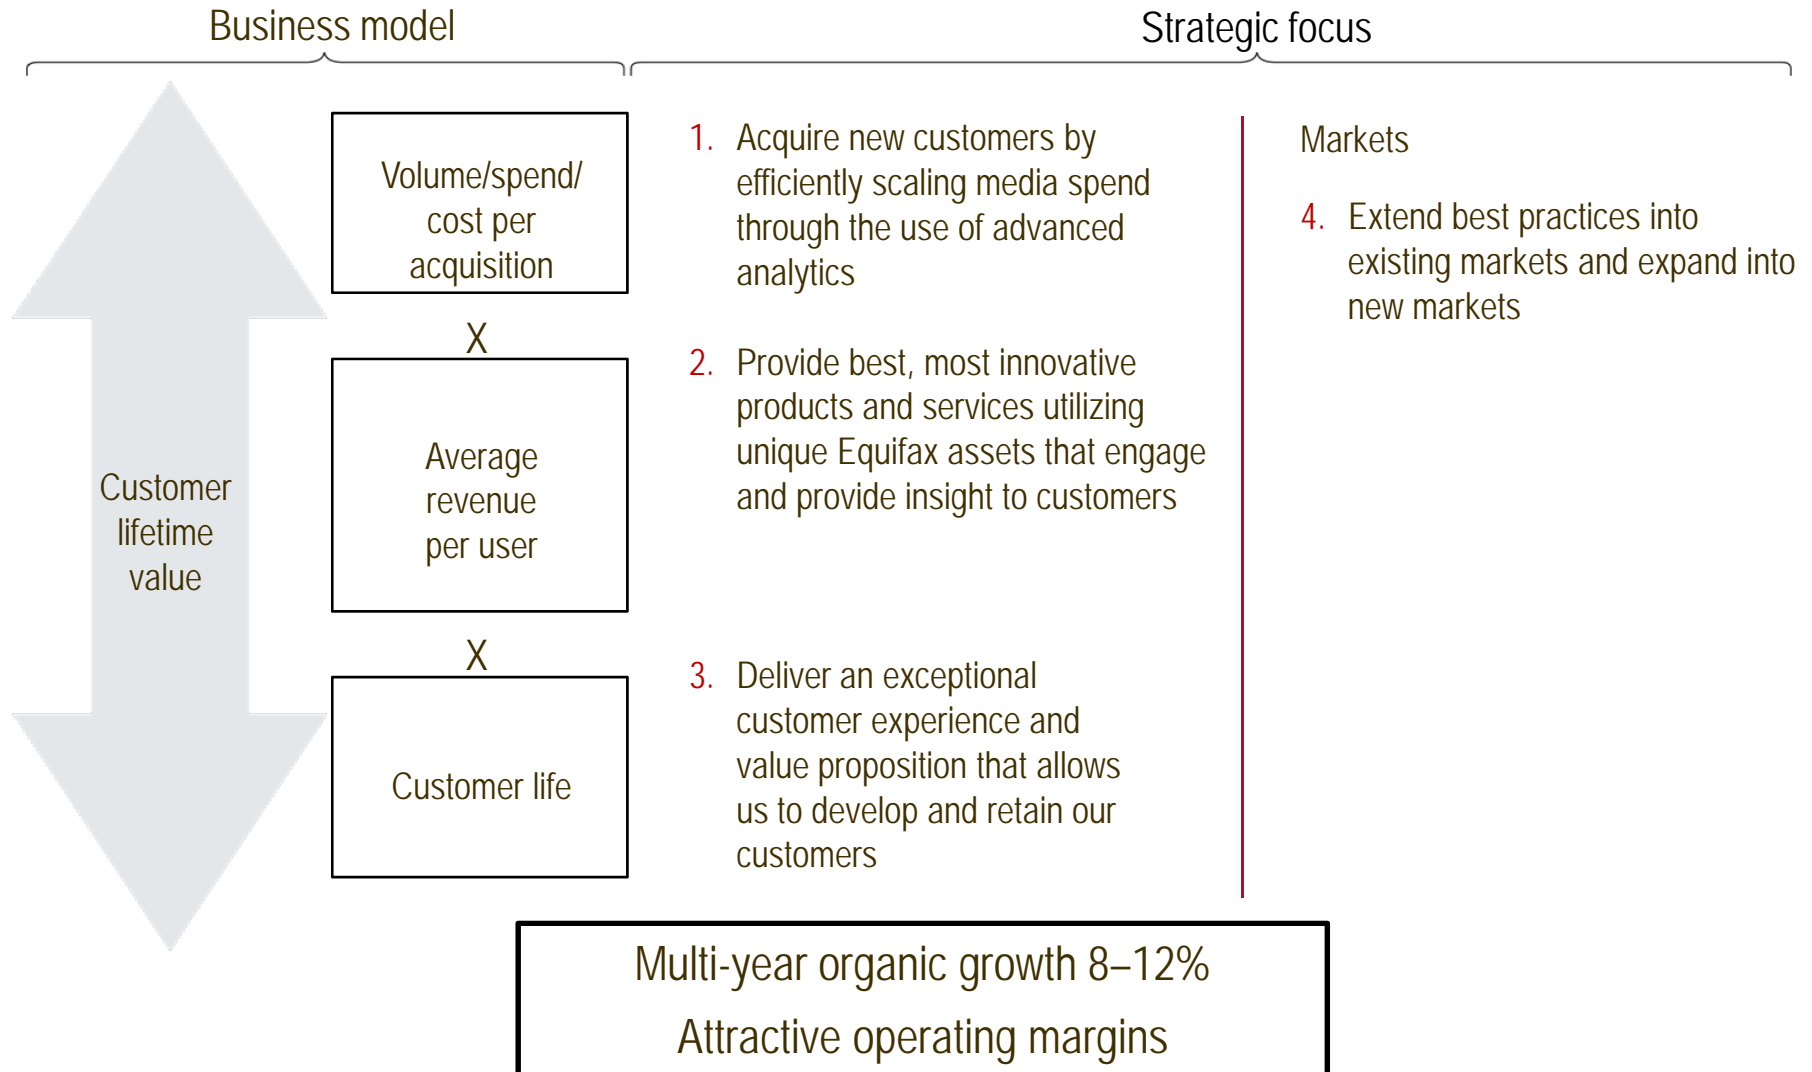 Business model
Strategic focus
Customer
lifetime
value
Volume/spend/
cost per
acquisition
X
Average
revenue
per user
X
Customer life
1. Acquire new customers by
efficiently scaling media spend
through the use of advanced
analytics
2. Provide best, most innovative
products and services utilizing
unique Equifax assets that engage
and provide insight to customers
3. Deliver an exceptional
customer experience and
value proposition that allows
us to develop and retain our
customers
Markets
4. Extend best practices into
existing markets and expand into
new markets
Multi-year organic growth 8–12%
Attractive operating margins